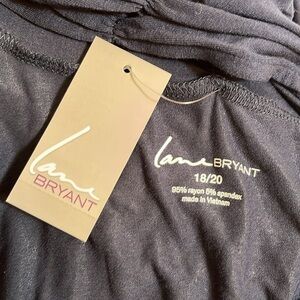 lane
BRYANT
lane BRYANT
18/20
95% rayon 5% spandex
made in Vietnam